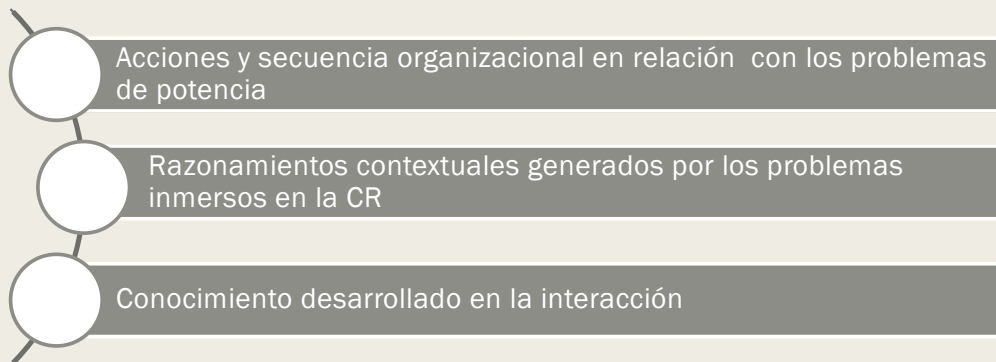 Acciones y secuencia organizacional en relación  con los problemas
de potencia
Razonamientos contextuales generados por los problemas
inmersos en la CR
Conocimiento desarrollado en la interacción